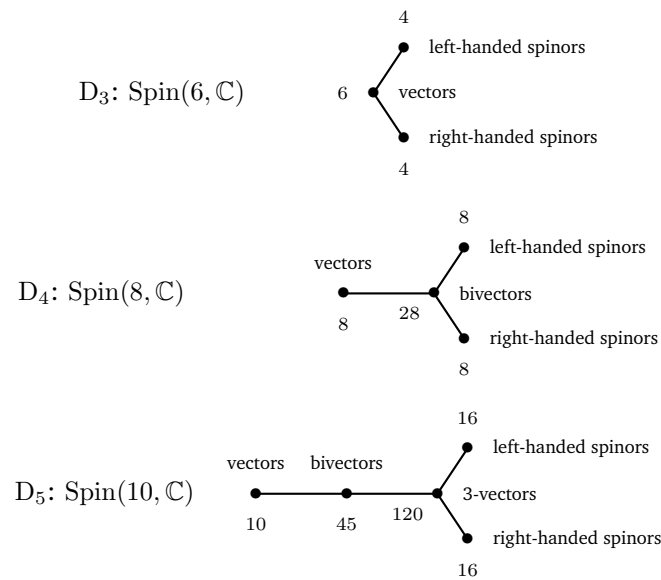 4
left-handed spinors
D₃: Spin(6, ℂ)
6
vectors
right-handed spinors
4
8
left-handed spinors
vectors
D₄: Spin(8, ℂ)
bivectors
28
8
right-handed spinors
8
16
left-handed spinors
vectors bivectors
D₅: Spin(10, ℂ)
3-vectors
10 45 120
right-handed spinors
16